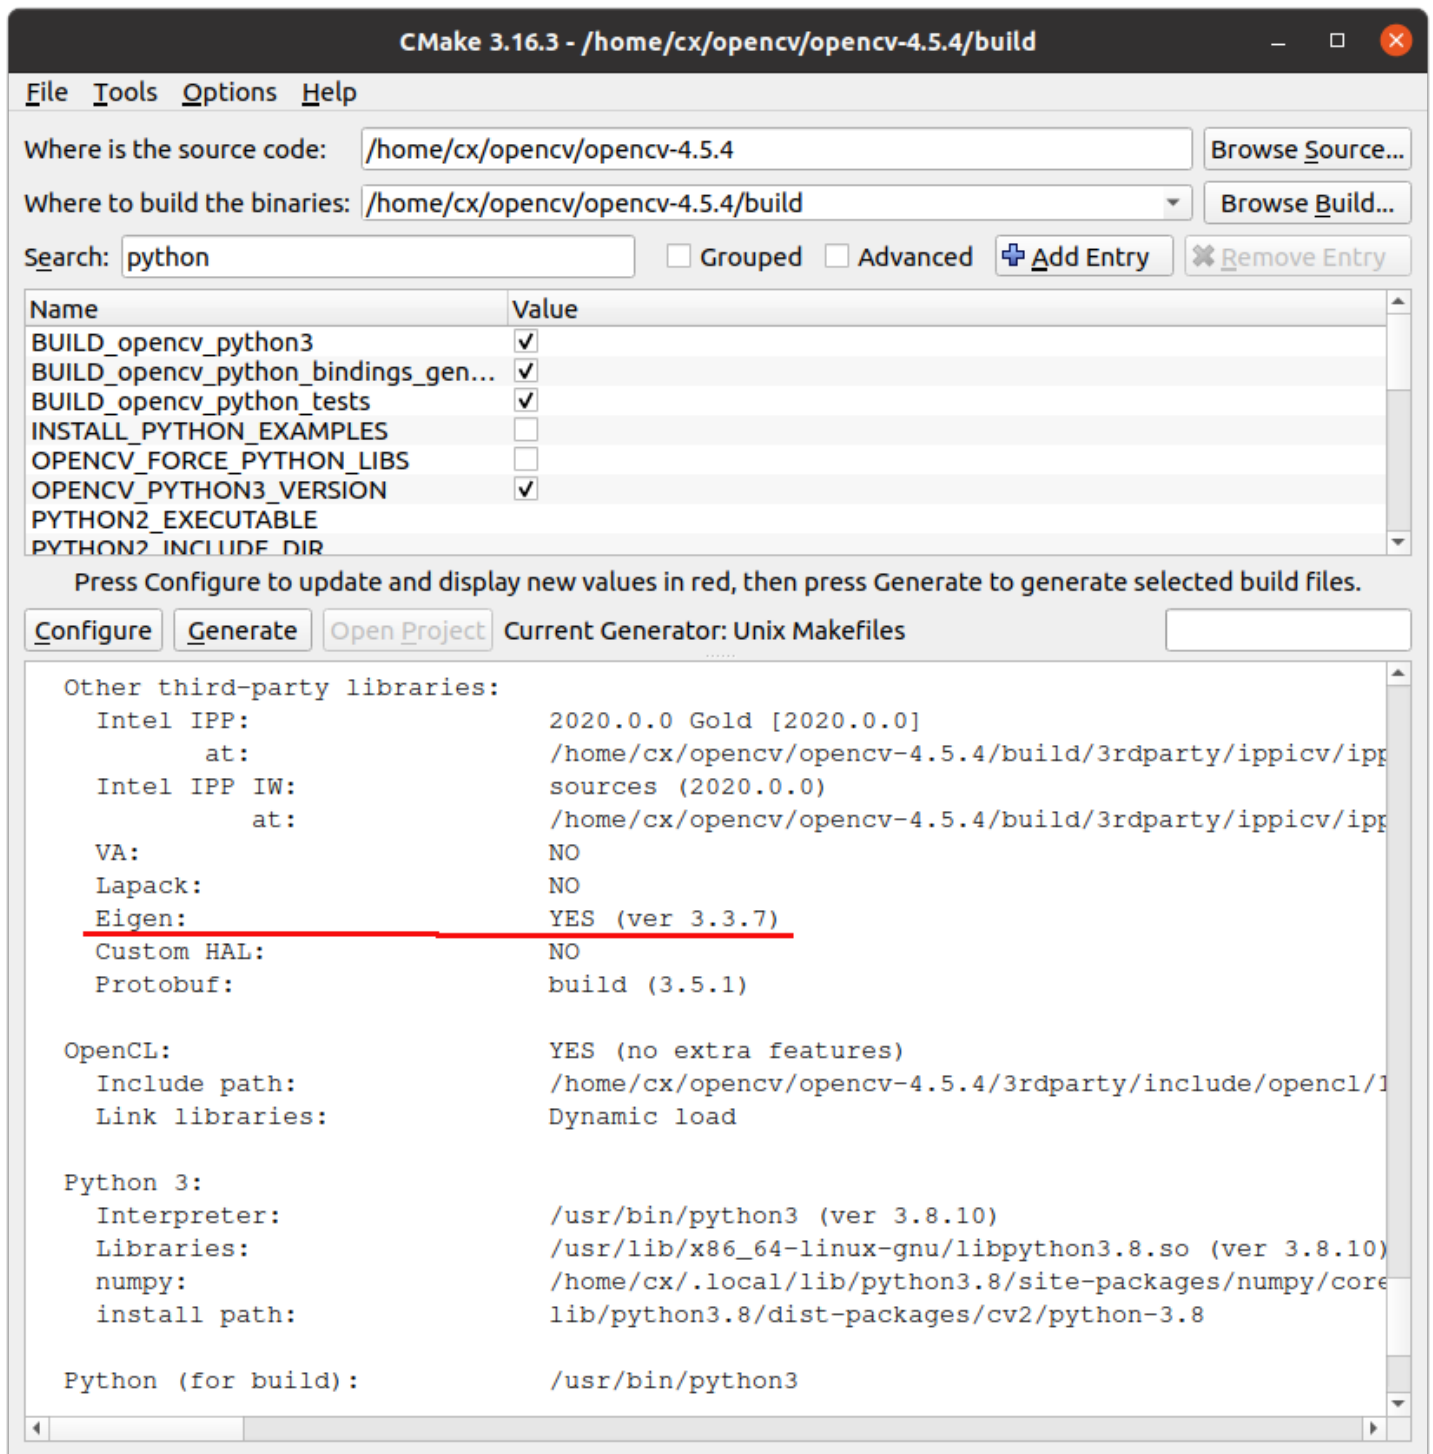 CMake 3.16.3 - /home/cx/opencv/opencv-4.5.4/build
File Tools Options Help
Where is the source code: /home/cx/opencv/opencv-4.5.4 Browse Source...
Where to build the binaries: /home/cx/opencv/opencv-4.5.4/build Browse Build...
Search: python Grouped Advanced Add Entry Remove Entry
Name Value
BUILD_opencv_python3
BUILD_opencv_python_bindings_gen...
BUILD_opencv_python_tests
INSTALL_PYTHON_EXAMPLES
OPENCV_FORCE_PYTHON_LIBS
OPENCV_PYTHON3_VERSION
PYTHON2_EXECUTABLE
PYTHON2_INCLUDE_DIR
Press Configure to update and display new values in red, then press Generate to generate selected build files.
Configure Generate Open Project Current Generator: Unix Makefiles
Other third-party libraries:
Intel IPP: 2020.0.0 Gold [2020.0.0]
at: /home/cx/opencv/opencv-4.5.4/build/3rdparty/ippicv/ipp
Intel IPP IW: sources (2020.0.0)
at: /home/cx/opencv/opencv-4.5.4/build/3rdparty/ippicv/ipp
VA: NO
Lapack: NO
Eigen: YES (ver 3.3.7)
Custom HAL: NO
Protobuf: build (3.5.1)
OpenCL: YES (no extra features)
Include path: /home/cx/opencv/opencv-4.5.4/3rdparty/include/opencl/1
Link libraries: Dynamic load
Python 3:
Interpreter: /usr/bin/python3 (ver 3.8.10)
Libraries: /usr/lib/x86_64-linux-gnu/libpython3.8.so (ver 3.8.10)
numpy: /home/cx/.local/lib/python3.8/site-packages/numpy/core
install path: lib/python3.8/dist-packages/cv2/python-3.8
Python (for build): /usr/bin/python3